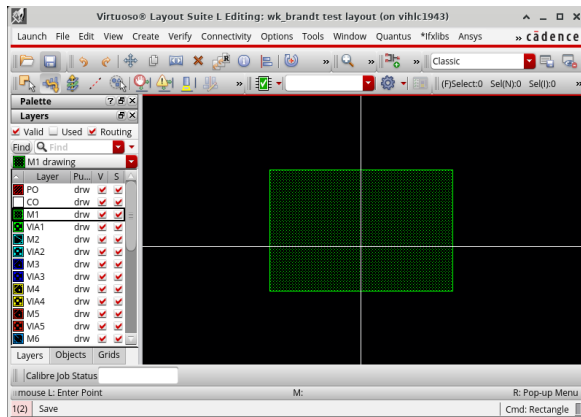 Virtuoso® Layout Suite L Editing: wk_brandt test layout (on vihlc1943)
Launch File Edit View Create Verify Connectivity Options Tools Window Quantus *Ifxlibs Ansys » cādence
» » Classic »
» (F)Select:0 Sel(N):0 Sel(I):0 »
Palette
Layers
Valid Used Routing
Find Find
M1 drawing
Layer Pu... V S
PO drw
CO drw
M1 drw
VIA1 drw
M2 drw
VIA2 drw
M3 drw
VIA3 drw
M4 drw
VIA4 drw
M5 drw
VIA5 drw
M6 drw
Layers Objects Grids
Calibre Job Status
mouse L: Enter Point M: R: Pop-up Menu
1(2) Save Cmd: Rectangle